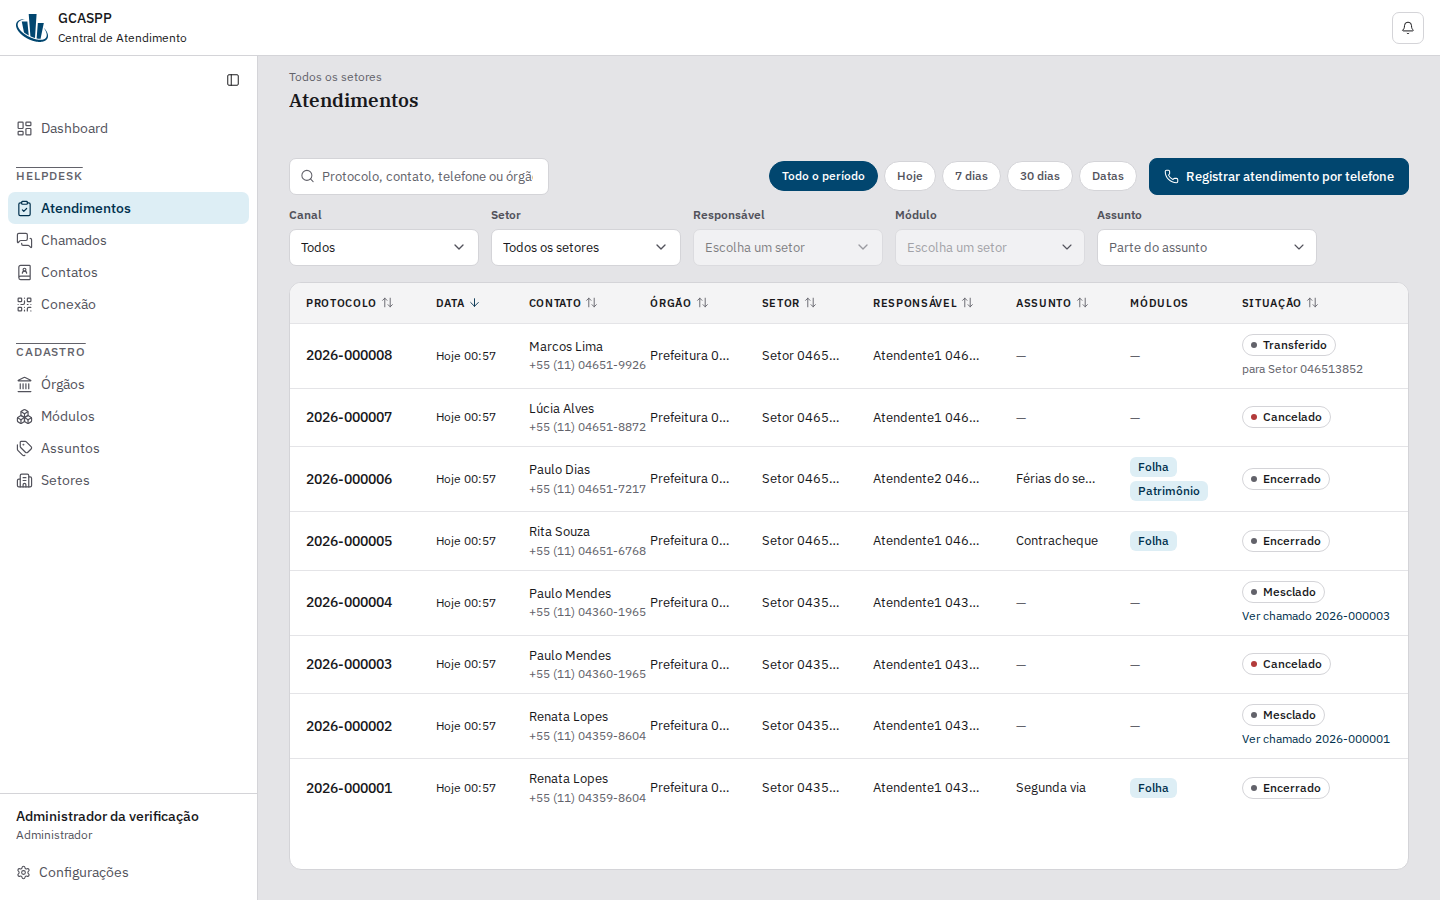 GCASPP
Central de Atendimento
Dashboard
HELPDESK
Atendimentos
Chamados
Contatos
Conexão
CADASTRO
Órgãos
Módulos
Assuntos
Setores
Administrador da verificação
Administrador
Configurações
Todos os setores
Atendimentos
Protocolo, contato, telefone ou órgã
Todo o período Hoje 7 dias 30 dias Datas Registrar atendimento por telefone
Canal Setor Responsável Módulo Assunto
Todos Todos os setores Escolha um setor Escolha um setor Parte do assunto
PROTOCOLO DATA CONTATO ÓRGÃO SETOR RESPONSÁVEL ASSUNTO MÓDULOS SITUAÇÃO
2026-000008 Hoje 00:57 Marcos Lima Prefeitura 0... Setor 0465... Atendente1 046... — — Transferido
+55 (11) 04651-9926 para Setor 046513852
2026-000007 Hoje 00:57 Lúcia Alves Prefeitura 0... Setor 0465... Atendente1 046... — — Cancelado
+55 (11) 04651-8872
2026-000006 Hoje 00:57 Paulo Dias Prefeitura 0... Setor 0465... Atendente2 046... Férias do se... Folha Encerrado
+55 (11) 04651-7217 Patrimônio
2026-000005 Hoje 00:57 Rita Souza Prefeitura 0... Setor 0465... Atendente1 046... Contracheque Folha Encerrado
+55 (11) 04651-6768
2026-000004 Hoje 00:57 Paulo Mendes Prefeitura 0... Setor 0435... Atendente1 043... — — Mesclado
+55 (11) 04360-1965 Ver chamado 2026-000003
2026-000003 Hoje 00:57 Paulo Mendes Prefeitura 0... Setor 0435... Atendente1 043... — — Cancelado
+55 (11) 04360-1965
2026-000002 Hoje 00:57 Renata Lopes Prefeitura 0... Setor 0435... Atendente1 043... — — Mesclado
+55 (11) 04359-8604 Ver chamado 2026-000001
2026-000001 Hoje 00:57 Renata Lopes Prefeitura 0... Setor 0435... Atendente1 043... Segunda via Folha Encerrado
+55 (11) 04359-8604